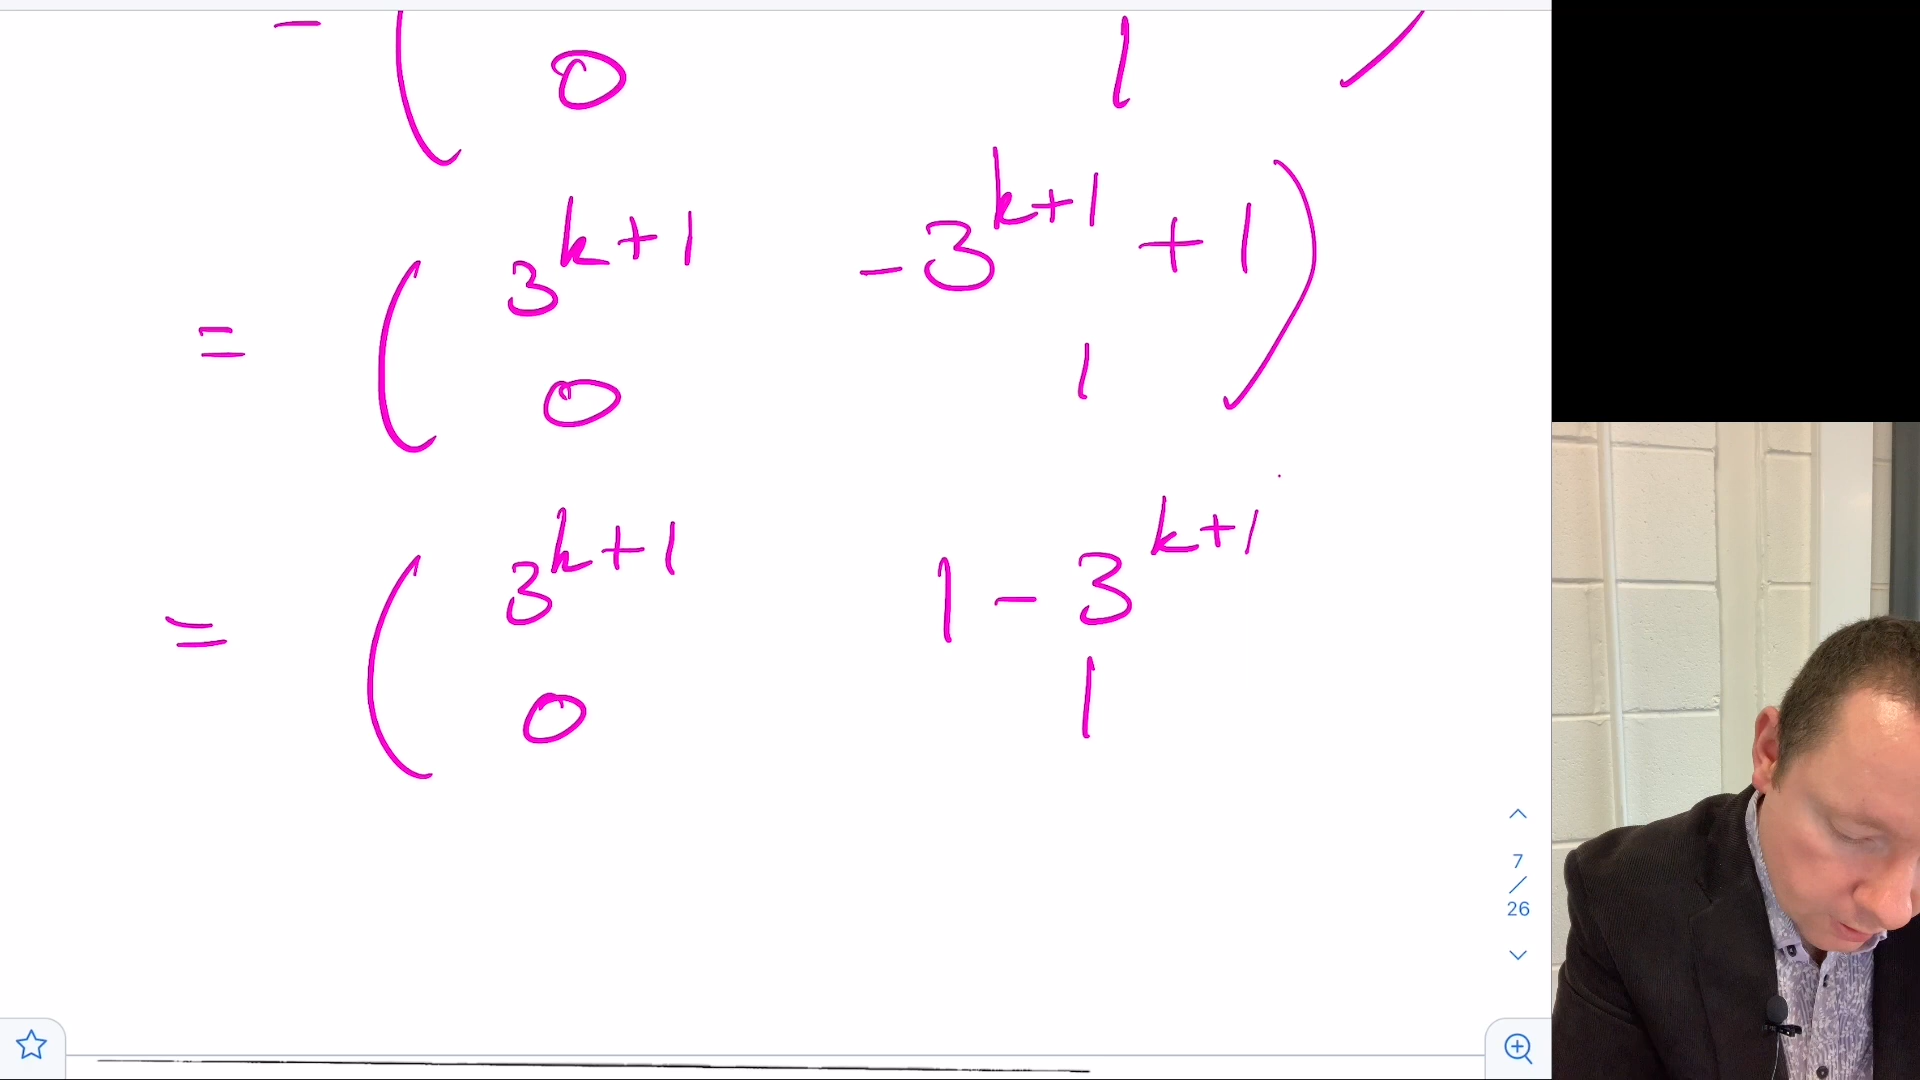 = ( 0 1 )
= ( 3^{k+1} -3^{k+1} + 1 )
0 1
= ( 3^{k+1} 1 - 3^{k+1}
0 1
7
/
26